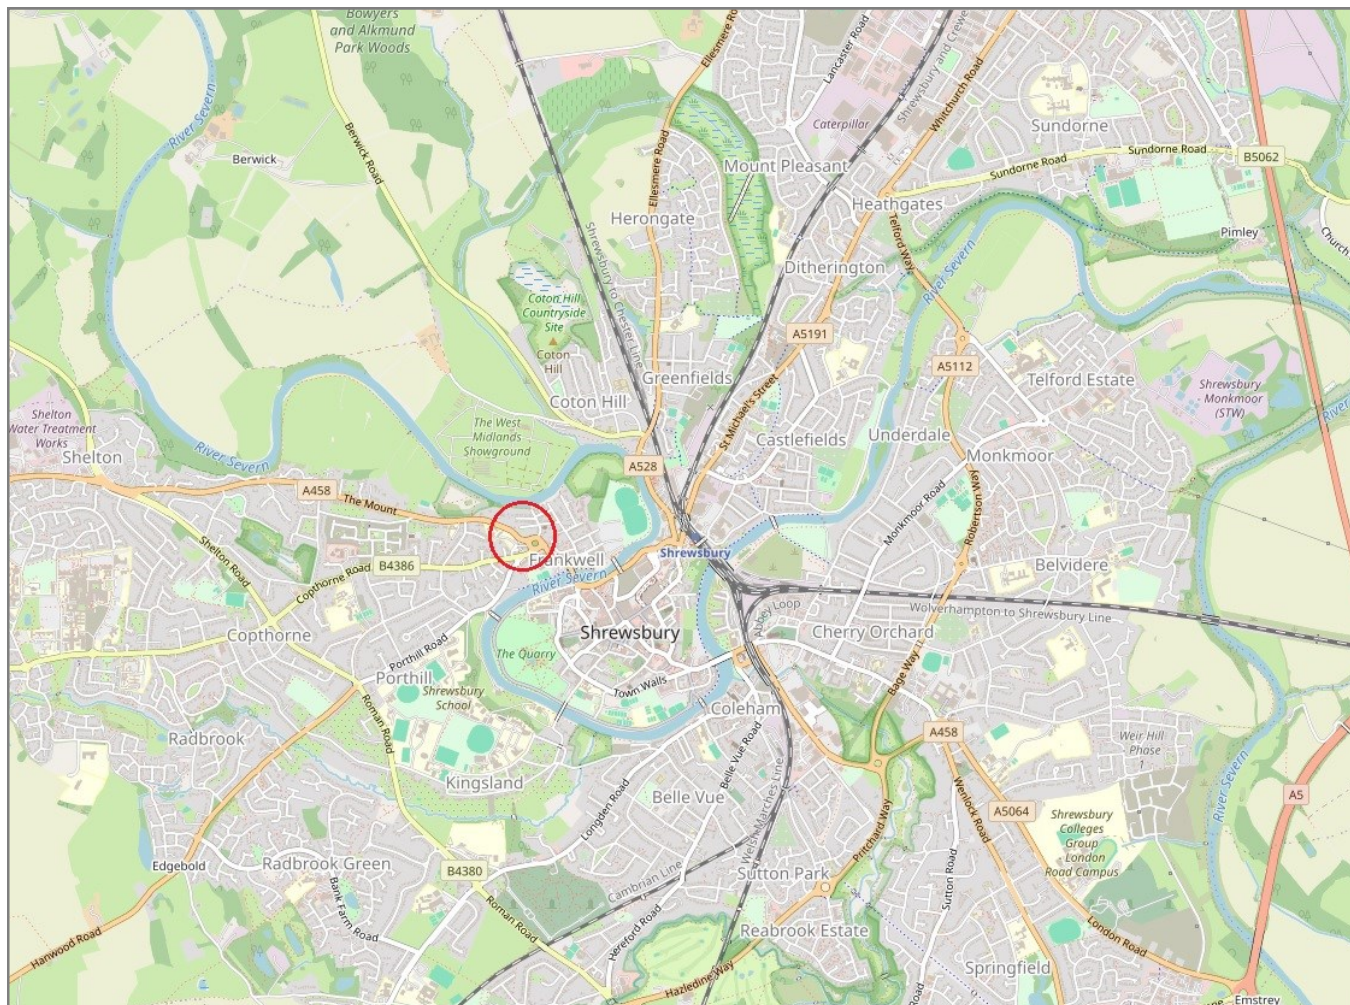 Bowyers
and Alkmund
Park Woods
Ellesmere Road
Lancaster Road
Shrewsbury and Crewe
Whitchurch Road
River Severn
Caterpillar
Sundorne
Sundorne Road
Sundorne Road
B5062
Berwick
Berwick Road
Ellesmere Road
Mount Pleasant
Heathgates
Herongate
Telford Way
Pimley
Church
Shrewsbury to Chester Line
Ditherington
River Severn
Coton Hill
Countryside
Site
Coton
Hill
A5191
A5112
Greenfields
Telford Estate
Shrewsbury
Monkmoor
(STW)
Coton Hill
St Michael's Street
Shelton
Water Treatment
Works
Shelton
The West
Midlands
Showground
Castlefields
Underdale
Monkmoor
River Severn
A528
A458
The Mount
Monkmoor Road
Robertson Way
Shelton Road
Copthorne Road
B4386
Frankwell
Shrewsbury
River Severn
Belvidere
Abbey Loop
Wolverhampton to Shrewsbury Line
Copthorne
Shrewsbury
Cherry Orchard
Porthill Road
The Quarry
Porthill
Shrewsbury
School
Town Walls
Bage Way
Roman Road
Coleham
Radbrook
A458
Weir Hill
Phase
1
Kingsland
Belle Vue Road
River Severn
Longden Road
Belle Vue
Welsh Marches Line
Wenlock Road
A5
A5064
Pritchard Way
Shrewsbury
Colleges
Group
London
Road Campus
Edgebold
Radbrook Green
B4380
Cambrian Line
Sutton Park
Sutton Road
Bank Farm Road
Roman Road
Hereford Road
Reabrook Estate
London Road
Hanwood Road
Springfield
Hazledine Way
Emstrey